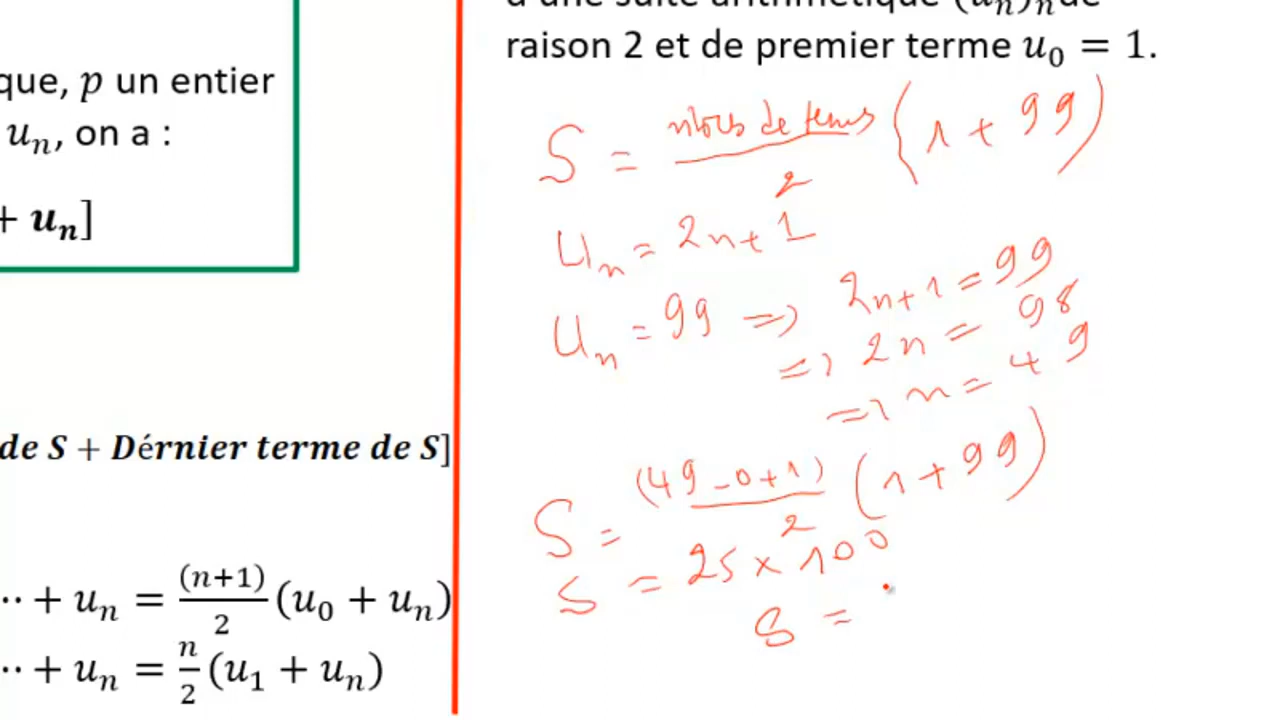 que, p un entier
u_n, on a :
+ u_n]
de S + Dérnier terme de S]
·· + u_n = (n+1)/2 (u_0 + u_n)
·· + u_n = n/2 (u_1 + u_n)
d'une suite arithmétique (u_n)_n de
raison 2 et de premier terme u_0 = 1.
S = nbres de termes / 2 (1 + 99)
U_n = 2n + 1
U_n = 99 => 2n+1 = 99
=> 2n = 98
=> n = 49
S = (49 - 0 + 1) / 2 (1 + 99)
S = 25 × 100
S =